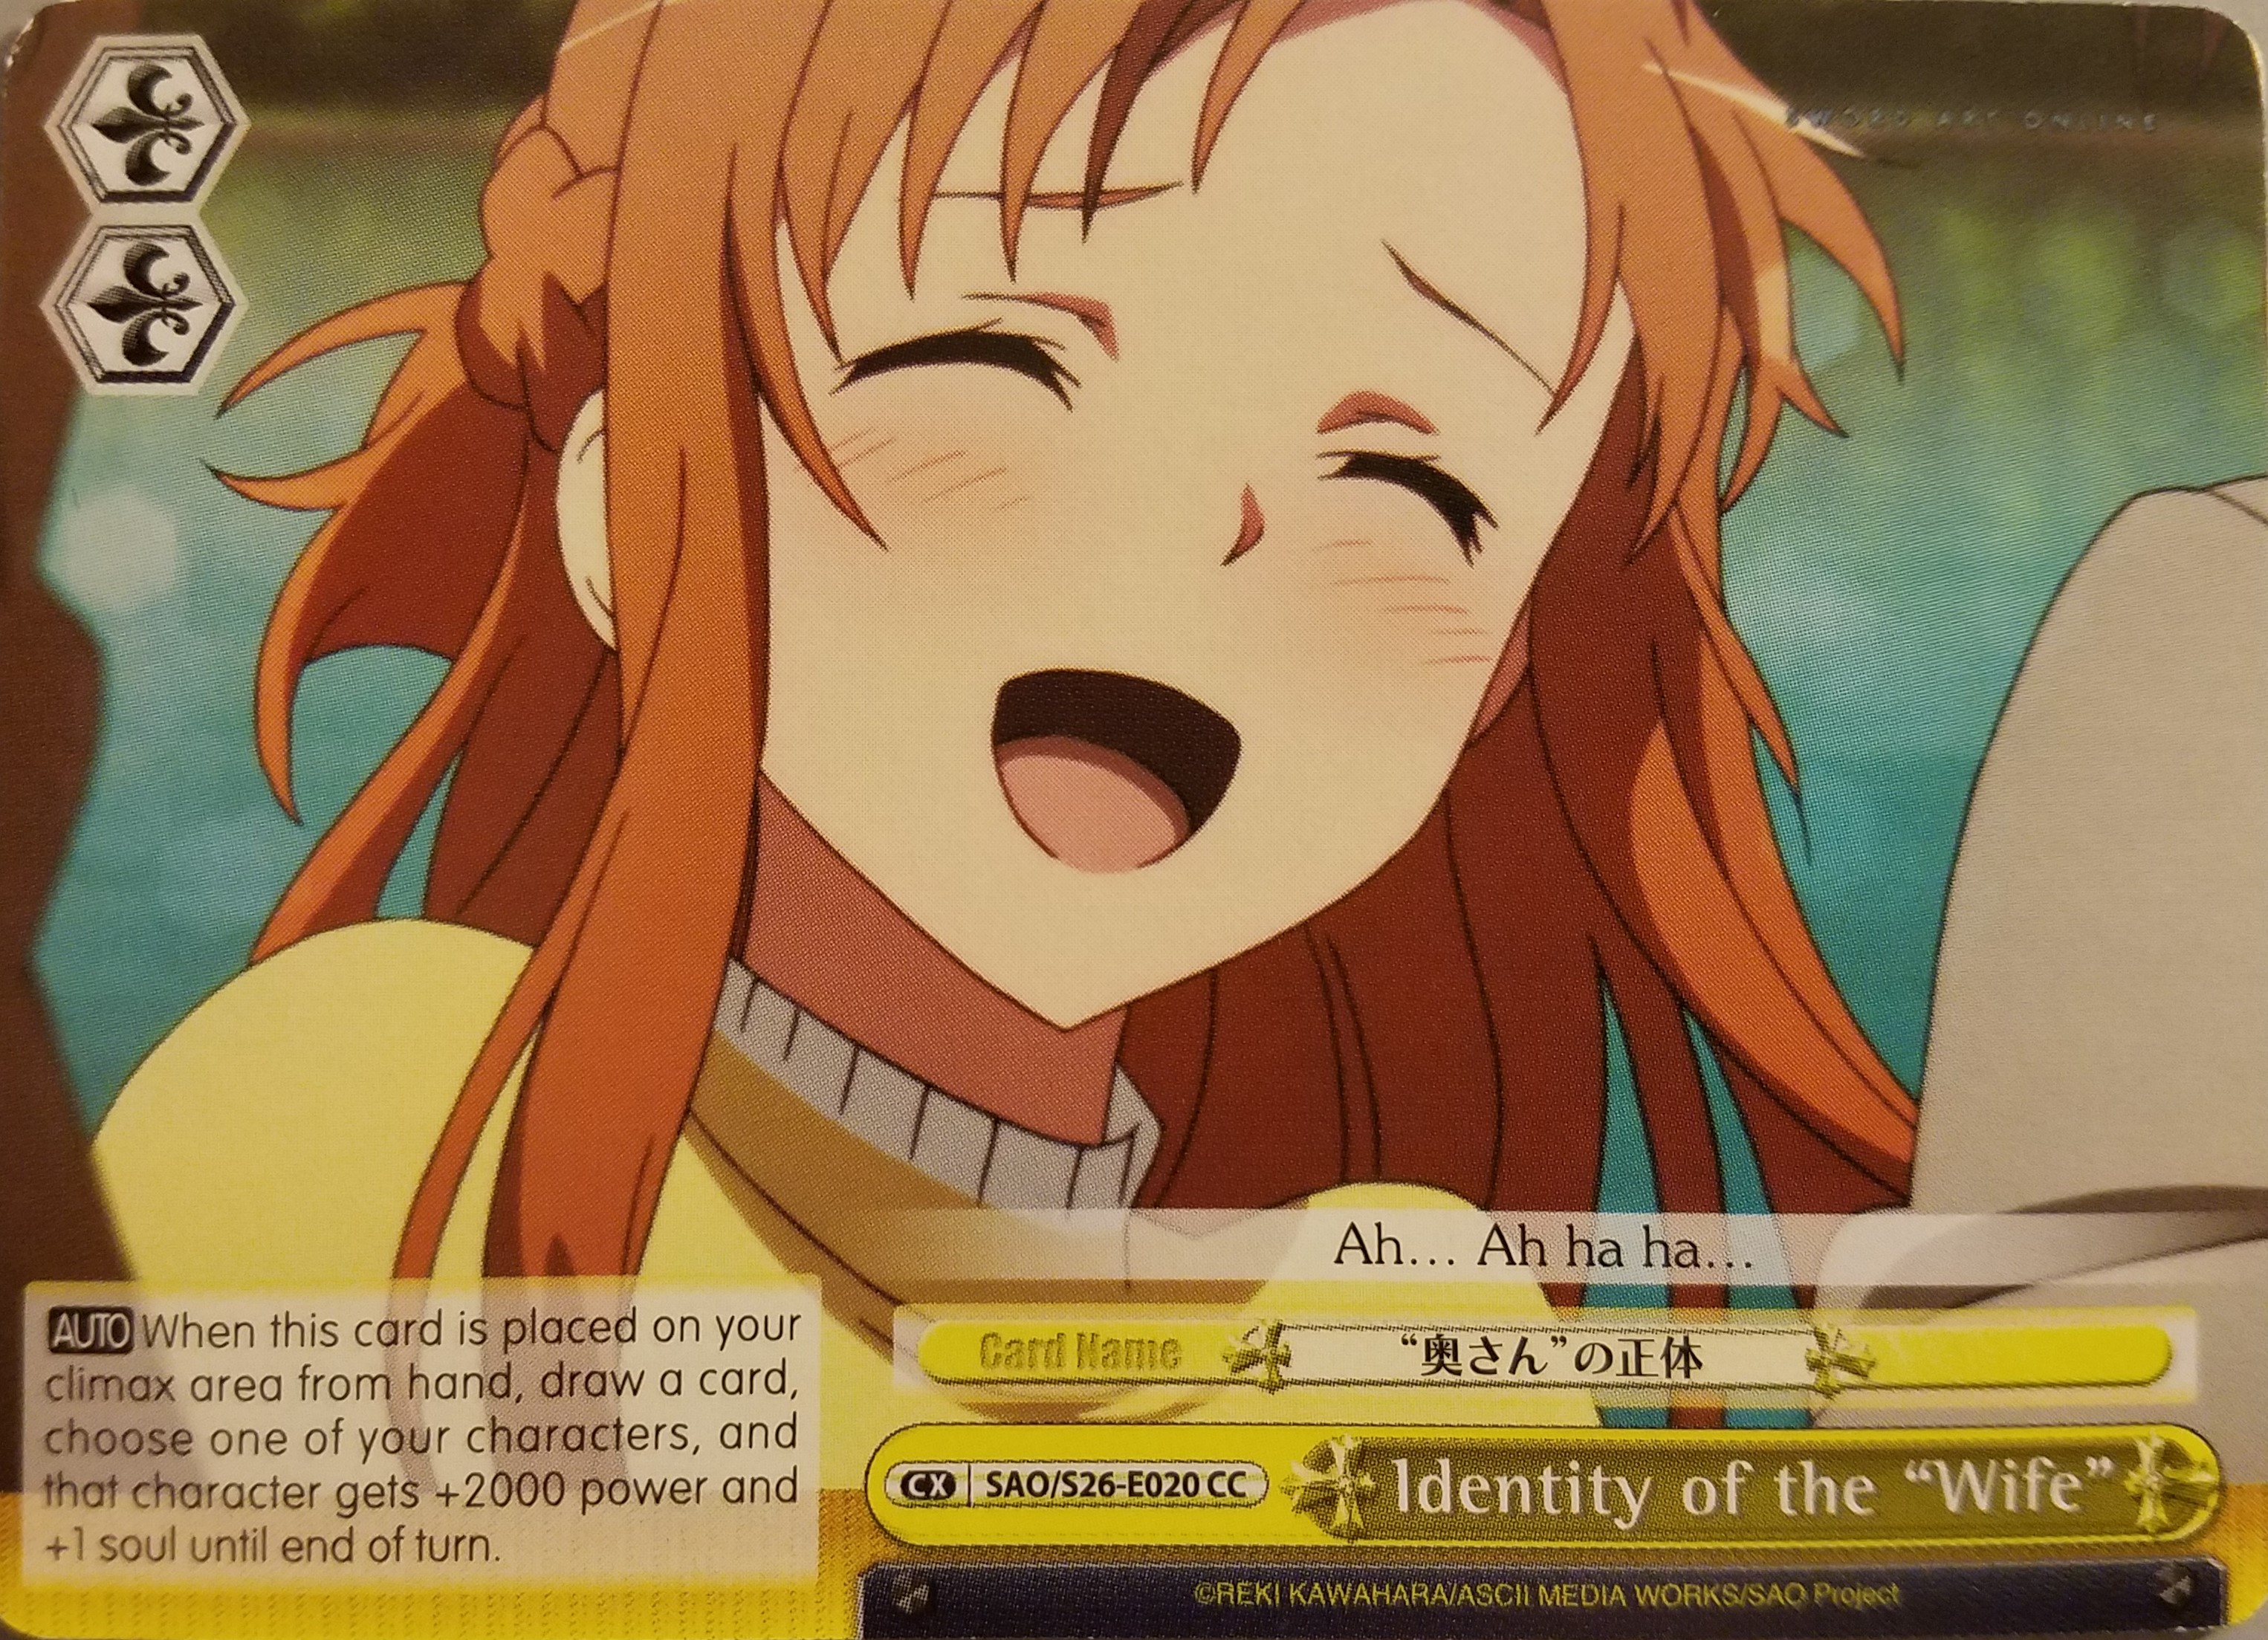 SWORD ART ONLINE
Ah... Ah ha ha...
AUTO When this card is placed on your
climax area from hand, draw a card,
choose one of your characters, and
that character gets +2000 power and
+1 soul until end of turn.
Card Name “奥さん”の正体
CX SAO/S26-E020 CC Identity of the “Wife”
©REKI KAWAHARA/ASCII MEDIA WORKS/SAO Project